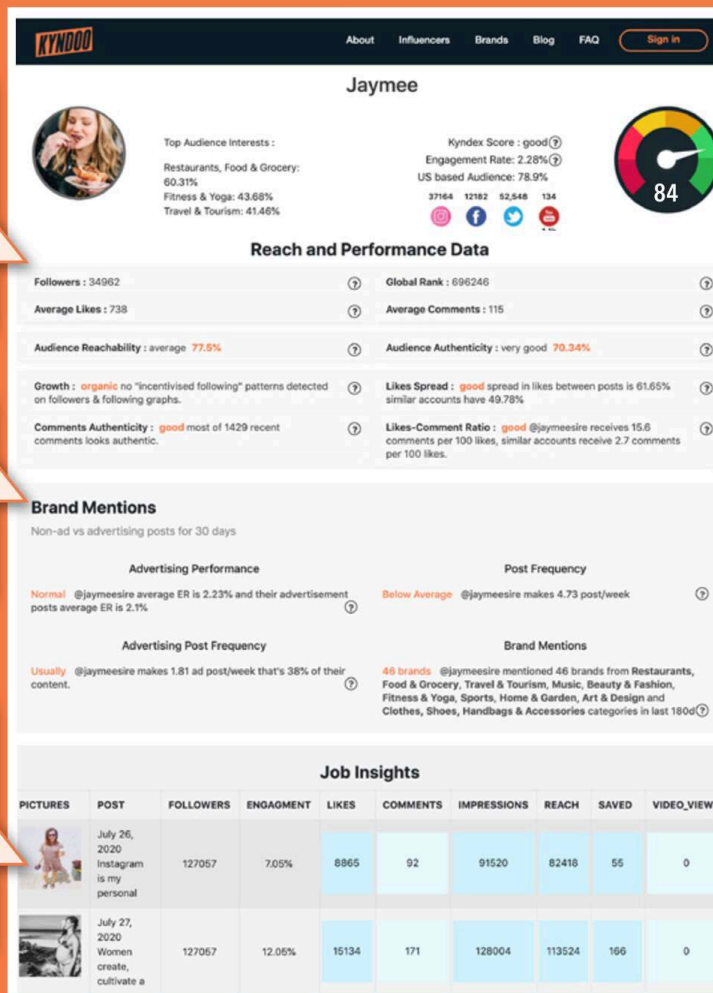 KYNDOO
About Influencers Brands Blog FAQ Sign in
Jaymee
Top Audience Interests :
Restaurants, Food & Grocery:
60.31%
Fitness & Yoga: 43.68%
Travel & Tourism: 41.46%
Kyndex Score : good ?
Engagement Rate: 2.28% ?
US based Audience: 78.9%
37164 12182 52,548 134
84
Reach and Performance Data
Followers : 34962 ?
Global Rank : 696246 ?
Average Likes : 738 ?
Average Comments : 115 ?
Audience Reachability : average 77.5% ?
Audience Authenticity : very good 70.34% ?
Growth : organic no "incentivised following" patterns detected ?
on followers & following graphs.
Likes Spread : good spread in likes between posts is 61.65% ?
similar accounts have 49.78%
Comments Authenticity : good most of 1429 recent ?
comments looks authentic.
Likes-Comment Ratio : good @jaymeesire receives 15.6 ?
comments per 100 likes, similar accounts receive 2.7 comments
per 100 likes.
Brand Mentions
Non-ad vs advertising posts for 30 days
Advertising Performance
Normal @jaymeesire average ER is 2.23% and their advertisement
posts average ER is 2.1% ?
Post Frequency
Below Average @jaymeesire makes 4.73 post/week ?
Advertising Post Frequency
Usually @jaymeesire makes 1.81 ad post/week that's 38% of their
content. ?
Brand Mentions
46 brands @jaymeesire mentioned 46 brands from Restaurants,
Food & Grocery, Travel & Tourism, Music, Beauty & Fashion,
Fitness & Yoga, Sports, Home & Garden, Art & Design and
Clothes, Shoes, Handbags & Accessories categories in last 180d ?
Job Insights
PICTURES POST FOLLOWERS ENGAGMENT LIKES COMMENTS IMPRESSIONS REACH SAVED VIDEO_VIEW
July 26,
2020
Instagram
is my
personal
127057 7.05% 8865 92 91520 82418 55 0
July 27,
2020
Women
create,
cultivate a
127057 12.05% 15134 171 128004 113524 166 0